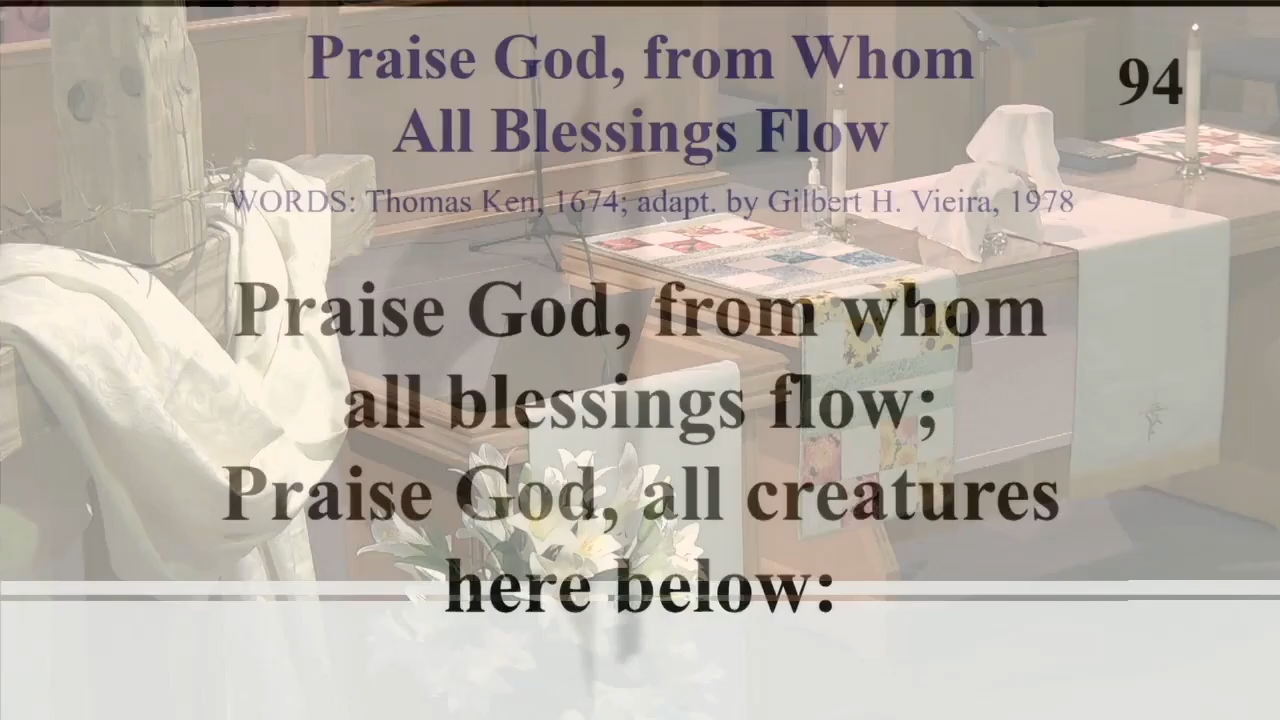 Praise God, from Whom
All Blessings Flow
94
WORDS: Thomas Ken, 1674; adapt. by Gilbert H. Vieira, 1978
Praise God, from whom
all blessings flow;
Praise God, all creatures
here below: